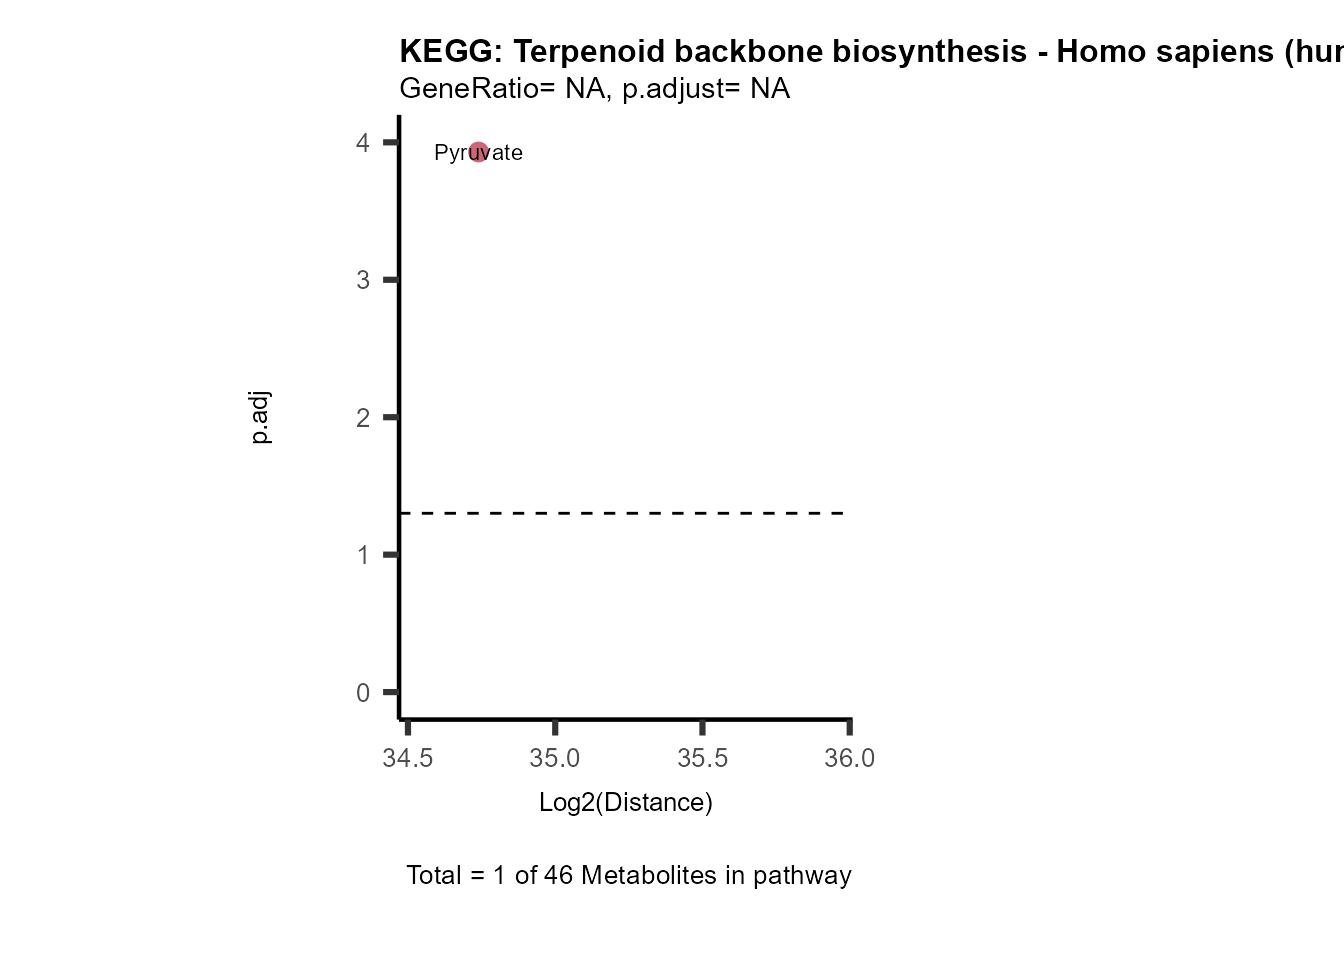 KEGG: Terpenoid backbone biosynthesis - Homo sapiens (hur
GeneRatio= NA, p.adjust= NA
4
Pyruvate
3
2
p.adj
1
0
34.5 35.0 35.5 36.0
Log2(Distance)
Total = 1 of 46 Metabolites in pathway